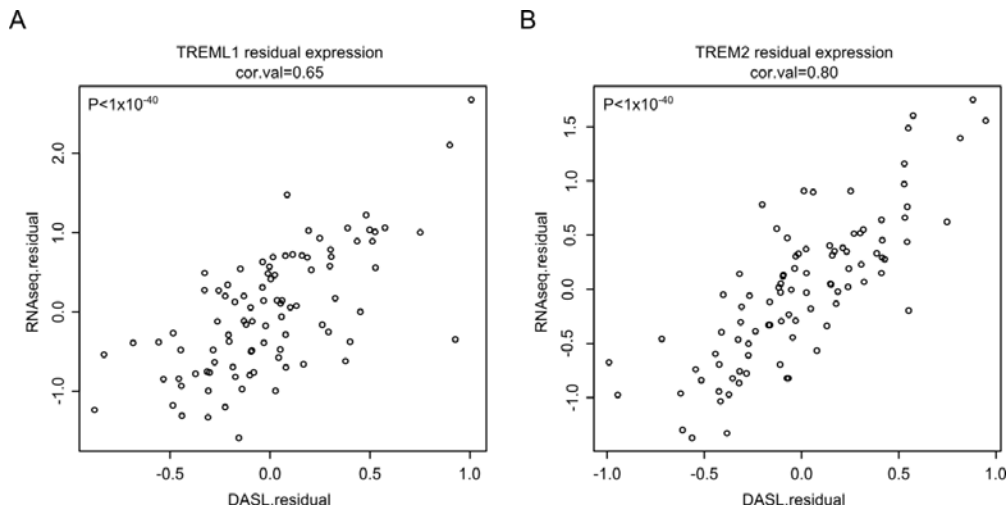 A
TREML1 residual expression
cor.val=0.65
P<1x10⁻⁴⁰
RNAseq.residual
2.0
1.0
0.0
-1.0
-0.5
0.0
0.5
1.0
DASL.residual
B
TREM2 residual expression
cor.val=0.80
P<1x10⁻⁴⁰
RNAseq.residual
1.5
1.0
0.5
0.0
-0.5
-1.0
-1.0
-0.5
0.0
0.5
1.0
DASL.residual